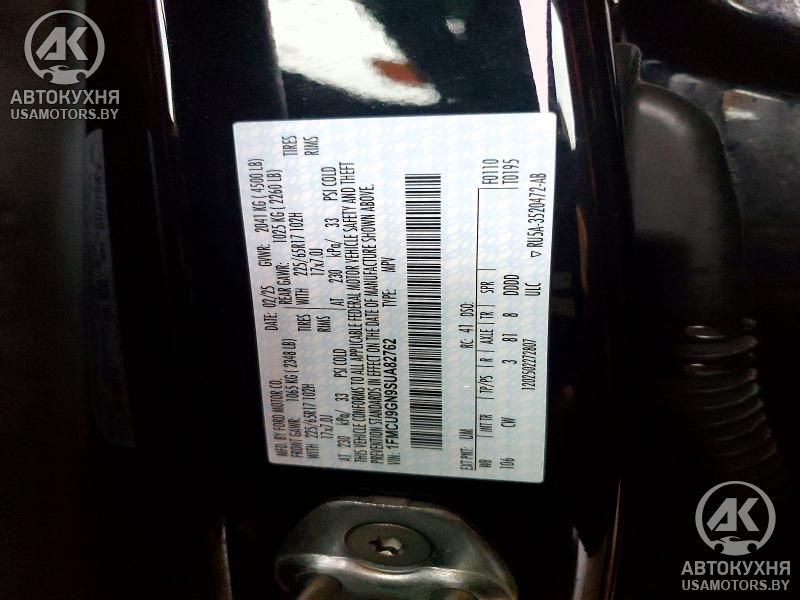 АК
АВТОКУХНЯ
USAMOTORS.BY
MFD. BY FORD MOTOR CO.
DATE: 02/25 GVWR: 2041 KG ( 4500 LB)
FRONT GAWR: 1065 KG ( 2348 LB) REAR GAWR: 1025 KG ( 2260 LB)
WITH 225/65R17 102H TIRES WITH 225/65R17 102H TIRES
17x7.0J RIMS 17x7.0J RIMS
AT 230 kPa/ 33 PSI COLD AT 230 kPa/ 33 PSI COLD
THIS VEHICLE CONFORMS TO ALL APPLICABLE FEDERAL MOTOR VEHICLE SAFETY AND THEFT
PREVENTION STANDARDS IN EFFECT ON THE DATE OF MANUFACTURE SHOWN ABOVE.
VIN: 1FMCU9GN9SUA82762 TYPE: MPV
F0110
T0195
EXT PNT: UM RC: 41 DSO:
WB INT TR TP/PS R AXLE TR SPR
106 CW 3 81 8 DDDD
▽ RU5A-3520472-AB
1202502272807 ULC
АК
АВТОКУХНЯ
USAMOTORS.BY